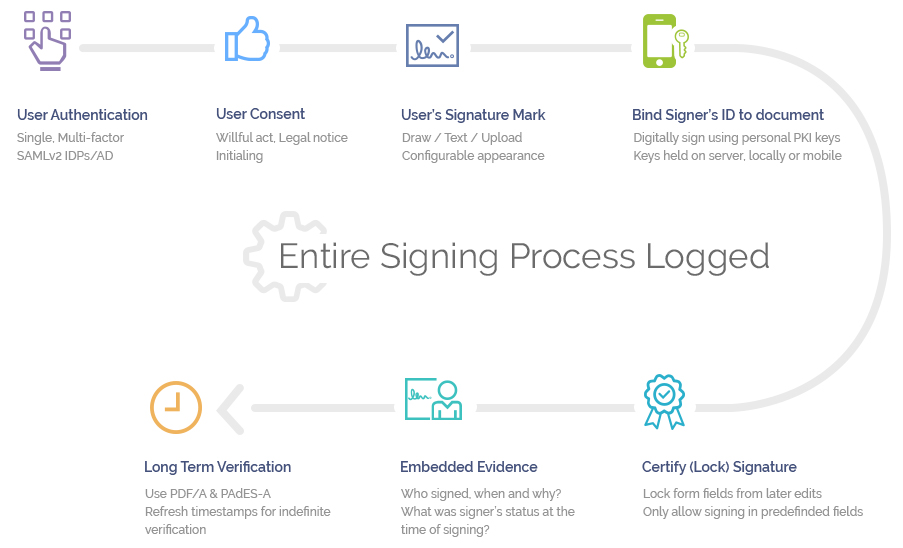 User Authentication
Single, Multi-factor
SAMLv2 IDPs/AD
User Consent
Willful act, Legal notice
Initialing
User's Signature Mark
Draw / Text / Upload
Configurable appearance
Bind Signer's ID to document
Digitally sign using personal PKI keys
Keys held on server, locally or mobile
Entire Signing Process Logged
Long Term Verification
Use PDF/A & PAdES-A
Refresh timestamps for indefinite
verification
Embedded Evidence
Who signed, when and why?
What was signer's status at the
time of signing?
Certify (Lock) Signature
Lock form fields from later edits
Only allow signing in predefinded fields